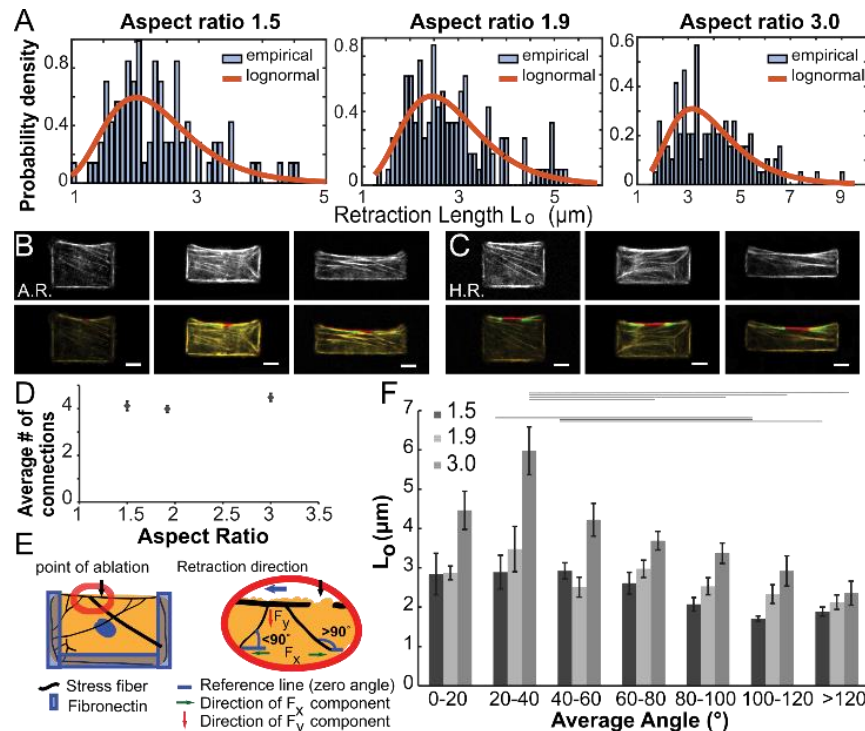 A
Aspect ratio 1.5
Aspect ratio 1.9
Aspect ratio 3.0
empirical
lognormal
empirical
lognormal
empirical
lognormal
Probability density
0.8
0.4
0
0.8
0.4
0
0.6
0.4
0.2
0
1 3 5
1 3 5
1 3 5 7 9
Retraction Length Lo (μm)
B
A.R.
C
H.R.
D
Average # of
connections
4
2
0
1 1.5 2 2.5 3 3.5
Aspect Ratio
E
point of ablation
Retraction direction
Fy
<90°
>90°
Fx
Stress fiber
Fibronectin
Reference line (zero angle)
Direction of Fx component
Direction of Fy component
F
1.5
1.9
3.0
Lo (μm)
7
6
5
4
3
2
1
0
0-20 20-40 40-60 60-80 80-100 100-120 >120
Average Angle (°)